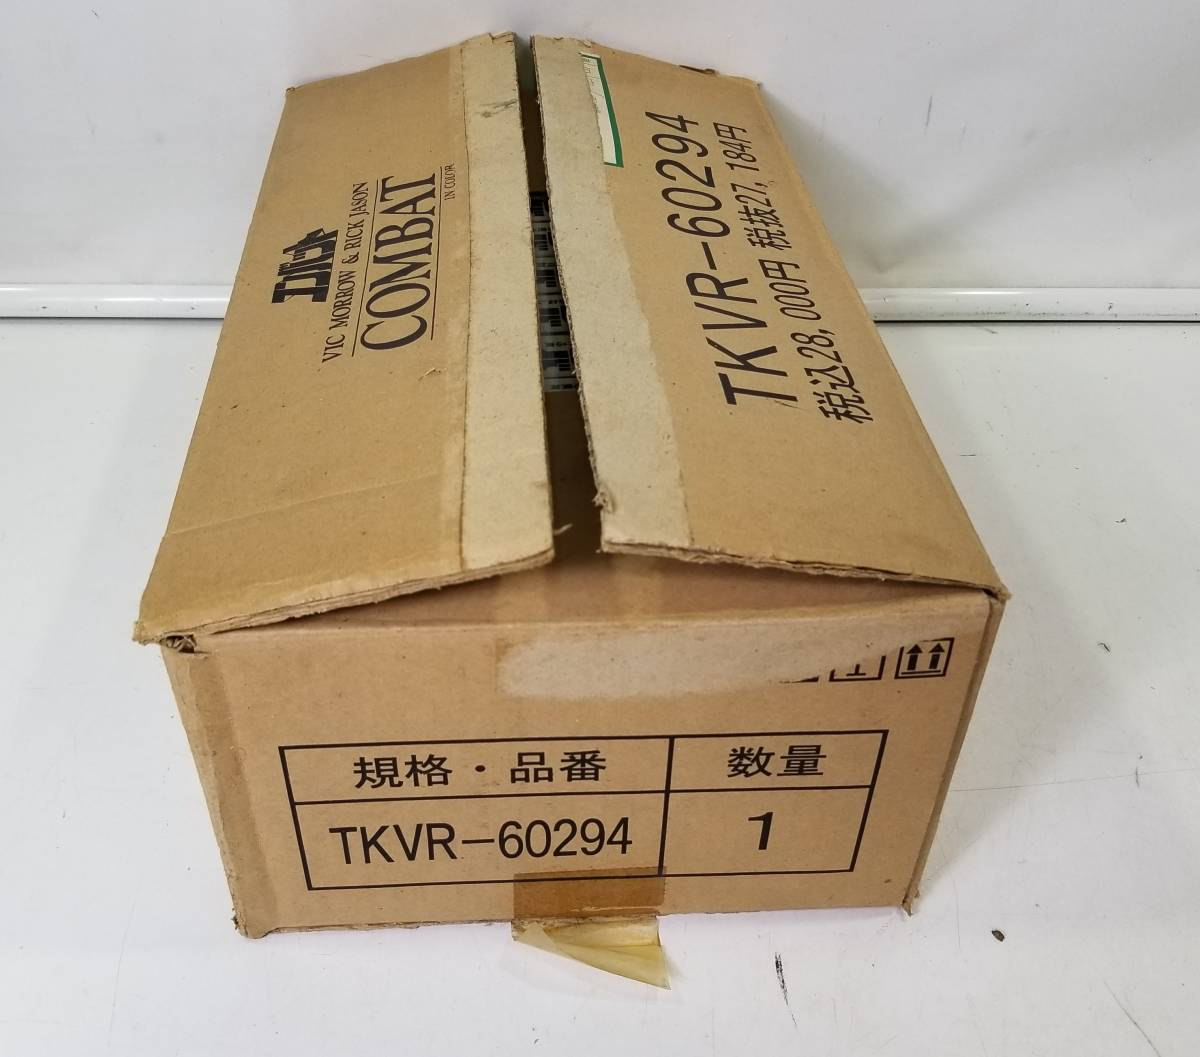 コンバット
VIC MORROW & RICK JASON
COMBAT
IN COLOR
TKVR-60294
税込28,000円 税抜27,184円
規格・品番 数量
TKVR-60294 1